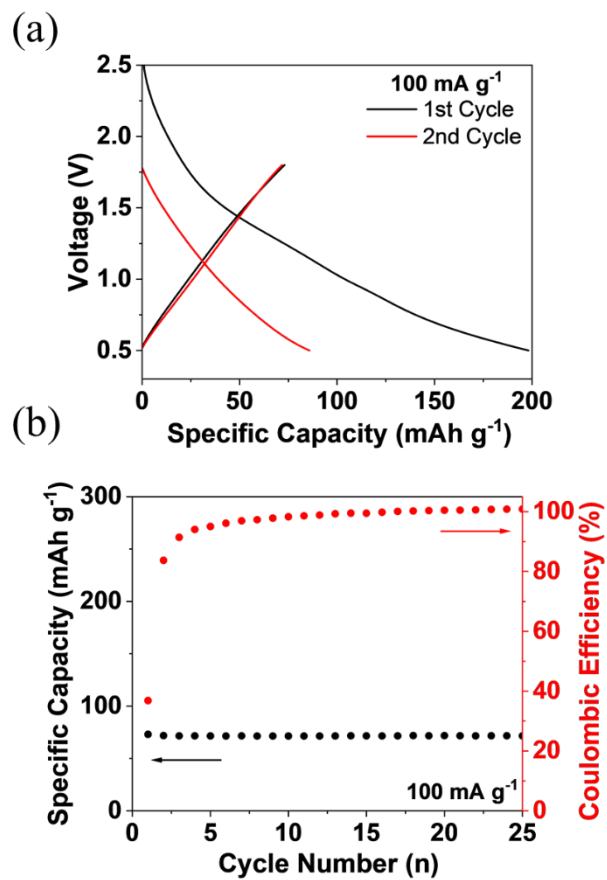 (a)
100 mA g⁻¹
1st Cycle
2nd Cycle
2.5
2.0
1.5
1.0
0.5
Voltage (V)
0 50 100 150 200
Specific Capacity (mAh g⁻¹)
(b)
300
200
100
0
Specific Capacity (mAh g⁻¹)
100
80
60
40
20
0
Coulombic Efficiency (%)
100 mA g⁻¹
0 5 10 15 20 25
Cycle Number (n)